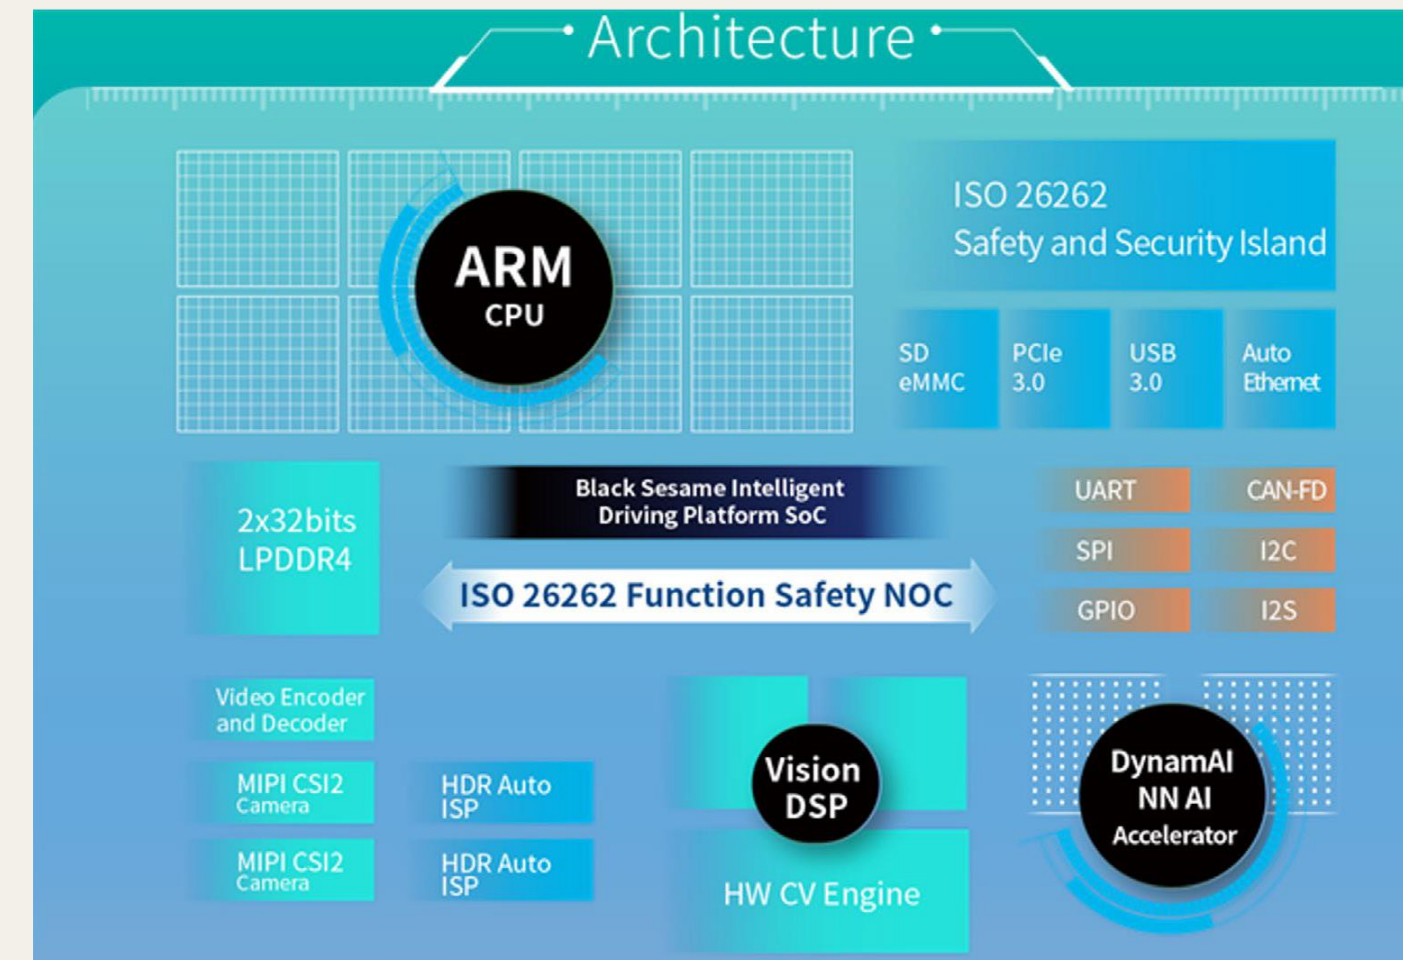 Architecture
ARM
CPU
ISO 26262
Safety and Security Island
SD
eMMC
PCIe
3.0
USB
3.0
Auto
Ethernet
2x32bits
LPDDR4
Black Sesame Intelligent
Driving Platform SoC
ISO 26262 Function Safety NOC
UART
CAN-FD
SPI
I2C
GPIO
I2S
Video Encoder
and Decoder
MIPI CSI2
Camera
HDR Auto
ISP
MIPI CSI2
Camera
HDR Auto
ISP
Vision
DSP
HW CV Engine
DynamAI
NN AI
Accelerator